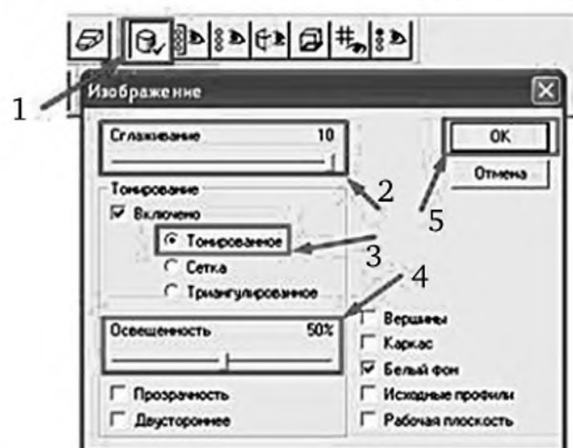 1
Изображение
Сглаживание 10
OK
Отмена
2
5
Тонирование
Включено
Тонированное
3
Сетка
4
Триангулированное
Освещенность 50%
Вершины
Каркас
Белый фон
Прозрачность
Исходные профили
Двустороннее
Рабочая плоскость